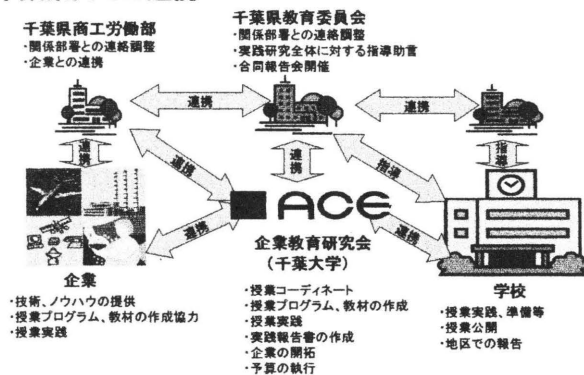 千葉県商工労働部
・関係部署との連絡調整
・企業との連携
千葉県教育委員会
・関係部署との連絡調整
・実践研究全体に対する指導助言
・合同報告会開催
連携
連携
連携
連携
連携
指導
指導
連携
連携
ACE
企業教育研究会
(千葉大学)
・授業コーディネート
・授業プログラム、教材の作成
・授業実践
・実践報告書の作成
・企業の開拓
・予算の執行
企業
・技術、ノウハウの提供
・授業プログラム、教材の作成協力
・授業実践
学校
・授業実践、準備等
・授業公開
・地区での報告